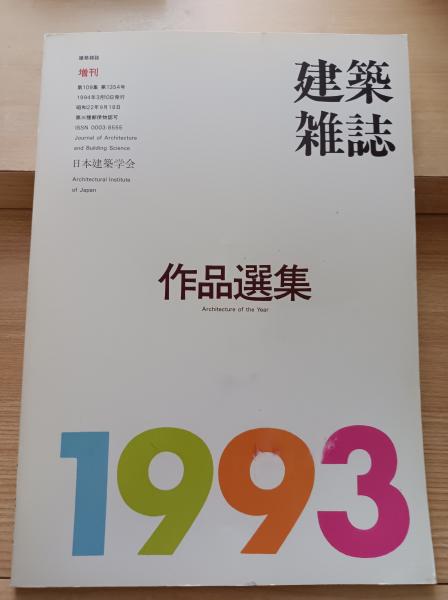 建築雑誌
増刊
第109集 第1354号
1994年3月10日発行
昭和22年9月18日
第三種郵便物認可
ISSN 0003-8555
Journal of Architecture
and Building Science
日本建築学会
Architectural Institute
of Japan
建築
雑誌
作品選集
Architecture of the Year
1993